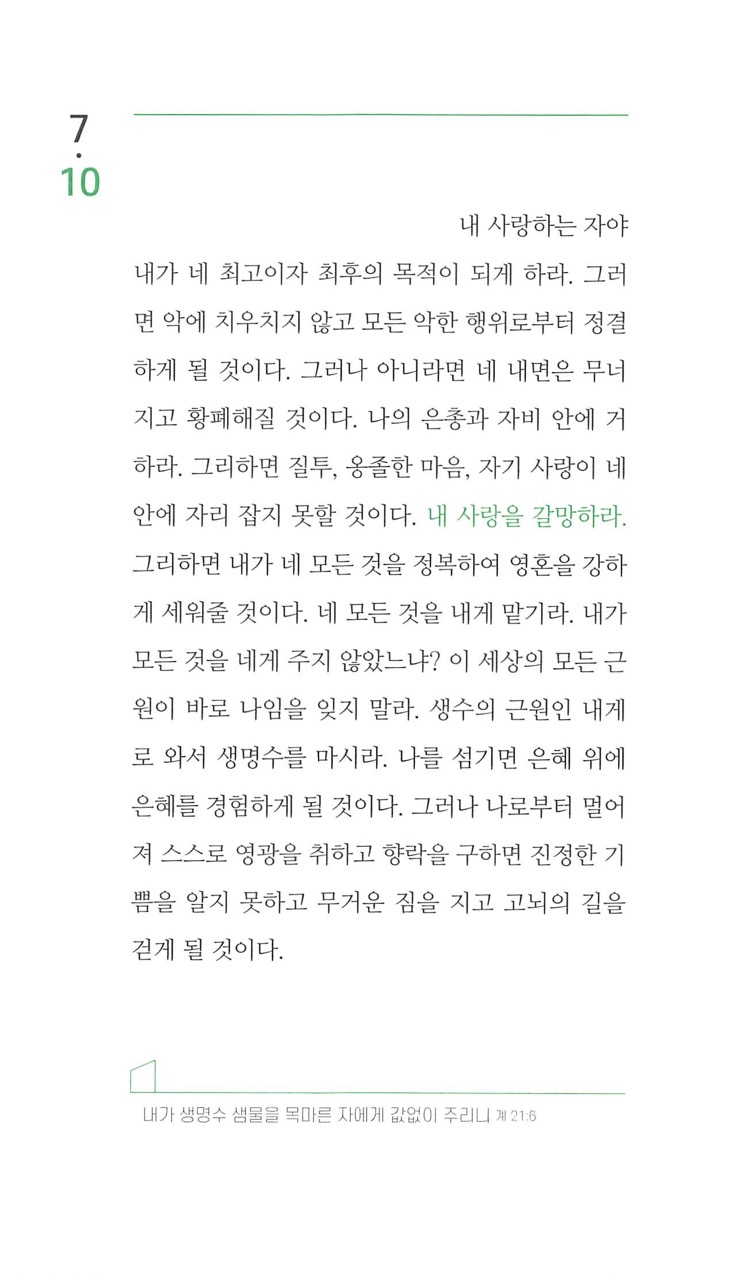 7
·
10
내 사랑하는 자야
내가 네 최고이자 최후의 목적이 되게 하라. 그러
면 악에 치우치지 않고 모든 악한 행위로부터 정결
하게 될 것이다. 그러나 아니라면 네 내면은 무너
지고 황폐해질 것이다. 나의 은총과 자비 안에 거
하라. 그리하면 질투, 옹졸한 마음, 자기 사랑이 네
안에 자리 잡지 못할 것이다. 내 사랑을 갈망하라.
그리하면 내가 네 모든 것을 정복하여 영혼을 강하
게 세워줄 것이다. 네 모든 것을 내게 맡기라. 내가
모든 것을 네게 주지 않았느냐? 이 세상의 모든 근
원이 바로 나임을 잊지 말라. 생수의 근원인 내게
로 와서 생명수를 마시라. 나를 섬기면 은혜 위에
은혜를 경험하게 될 것이다. 그러나 나로부터 멀어
져 스스로 영광을 취하고 향락을 구하면 진정한 기
쁨을 알지 못하고 무거운 짐을 지고 고뇌의 길을
걷게 될 것이다.
내가 생명수 샘물을 목마른 자에게 값없이 주리니 계 21:6